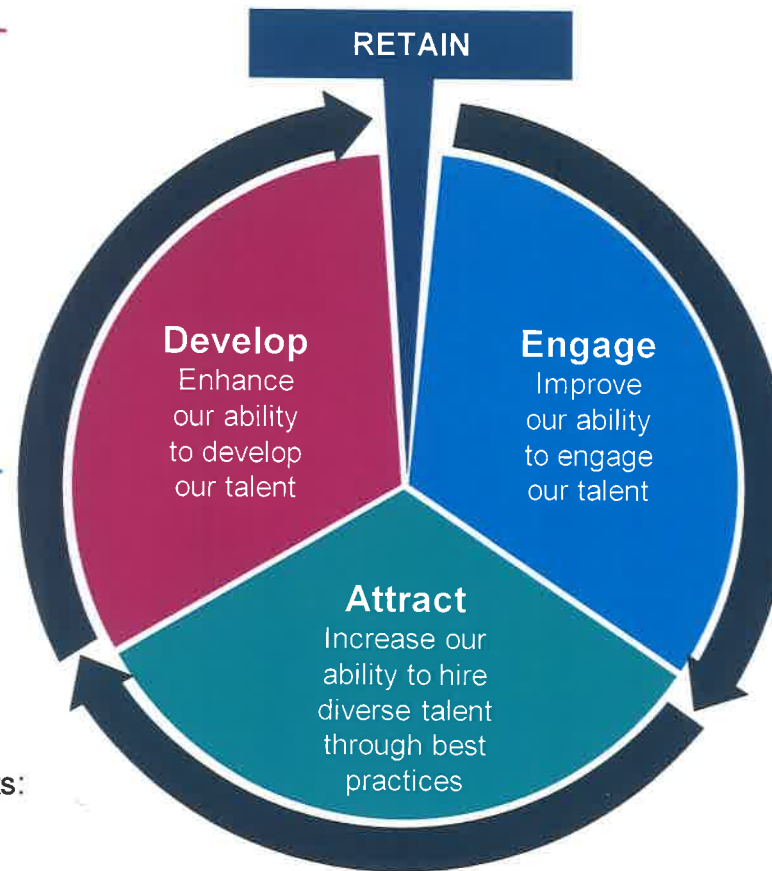 RETAIN
Develop
Enhance
our ability
to develop
our talent
Engage
Improve
our ability
to engage
our talent
Attract
Increase our
ability to hire
diverse talent
through best
practices